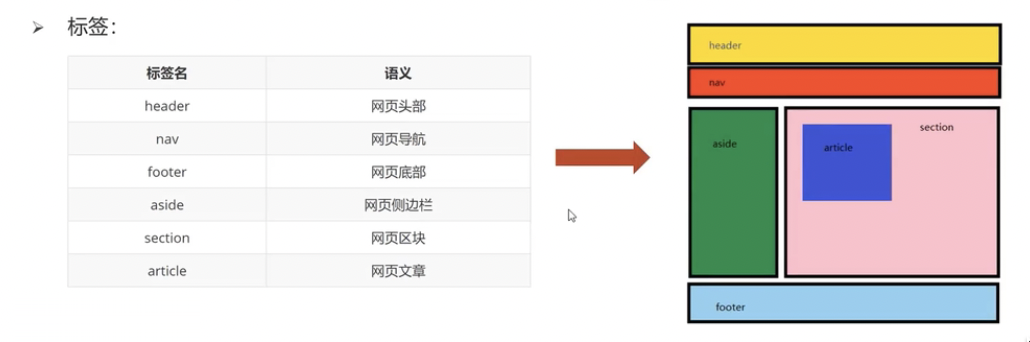 标签：
标签名 语义
header 网页头部
nav 网页导航
footer 网页底部
aside 网页侧边栏
section 网页区块
article 网页文章
header
nav
aside
article
section
footer